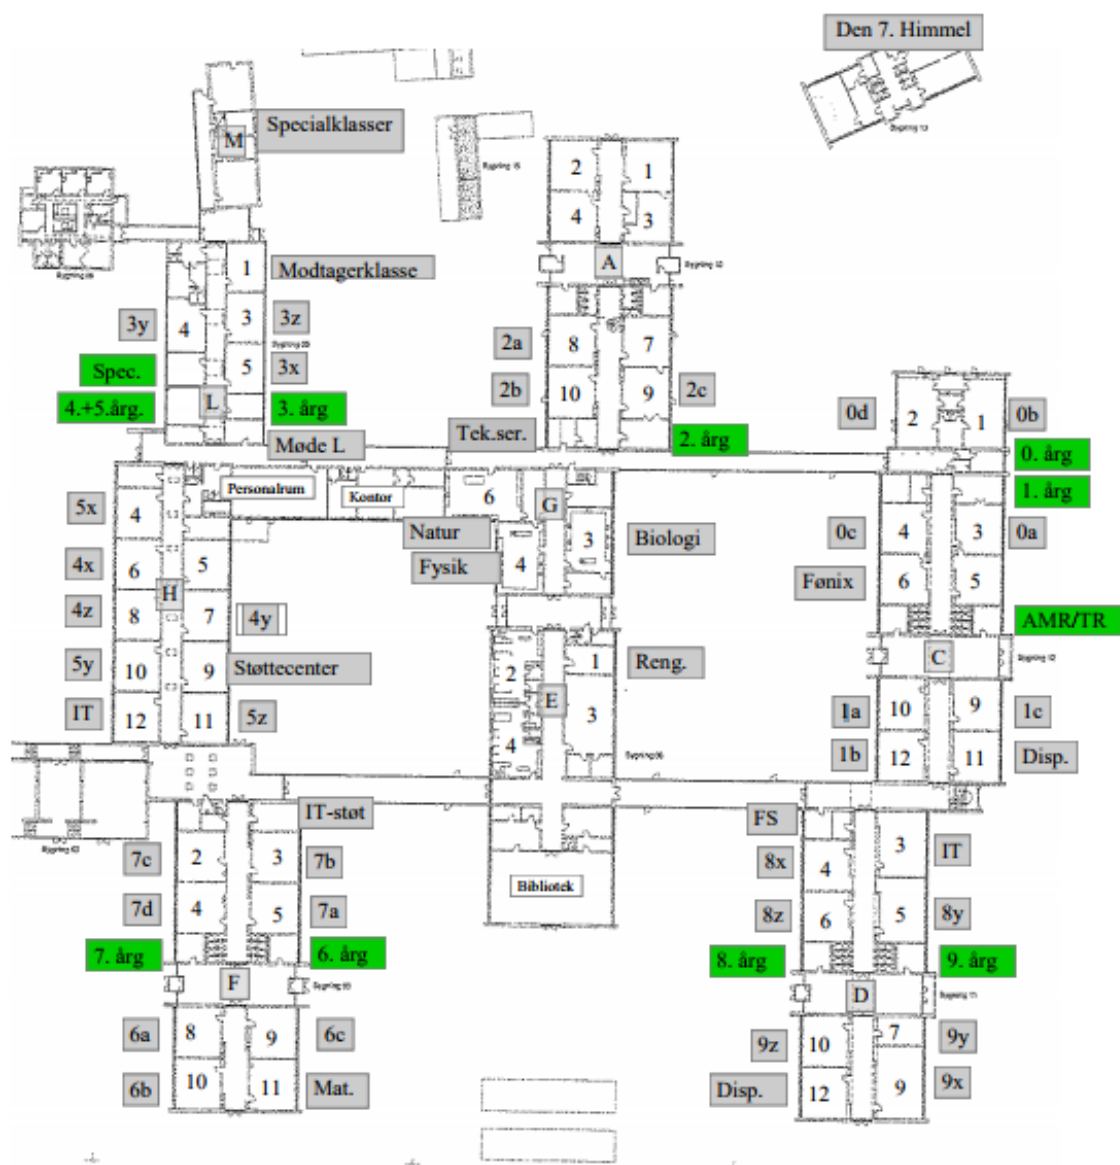 Den 7. Himmel
Specialklasser
M
2
1
4
3
A
1
Modtagerklasse
3y
4
3
3z
5
3x
Spec.
4.+5.årg.
L
3. årg
Møde L
2a
8
7
2b
10
9
2c
Tek.ser.
2. årg
0d
2
1
0b
0. årg
1. årg
Personalrum
Kontor
6
G
Natur
3
Biologi
Fysik
4
5x
4
4x
6
5
H
4z
8
7
4y
5y
10
9
Støttecenter
IT
12
11
5z
0c
4
3
0a
Fønix
6
5
AMR/TR
C
Bygning 12
1a
10
9
1c
1b
12
11
Disp.
2
1
Reng.
E
3
4
IT-støt
7c
2
3
7b
7d
4
5
7a
7. årg
6. årg
F
6a
8
9
6c
6b
10
11
Mat.
Bibliotek
FS
3
IT
8x
4
8z
6
5
8y
8. årg
9. årg
D
Bygning 11
9z
10
7
9y
Disp.
12
9
9x